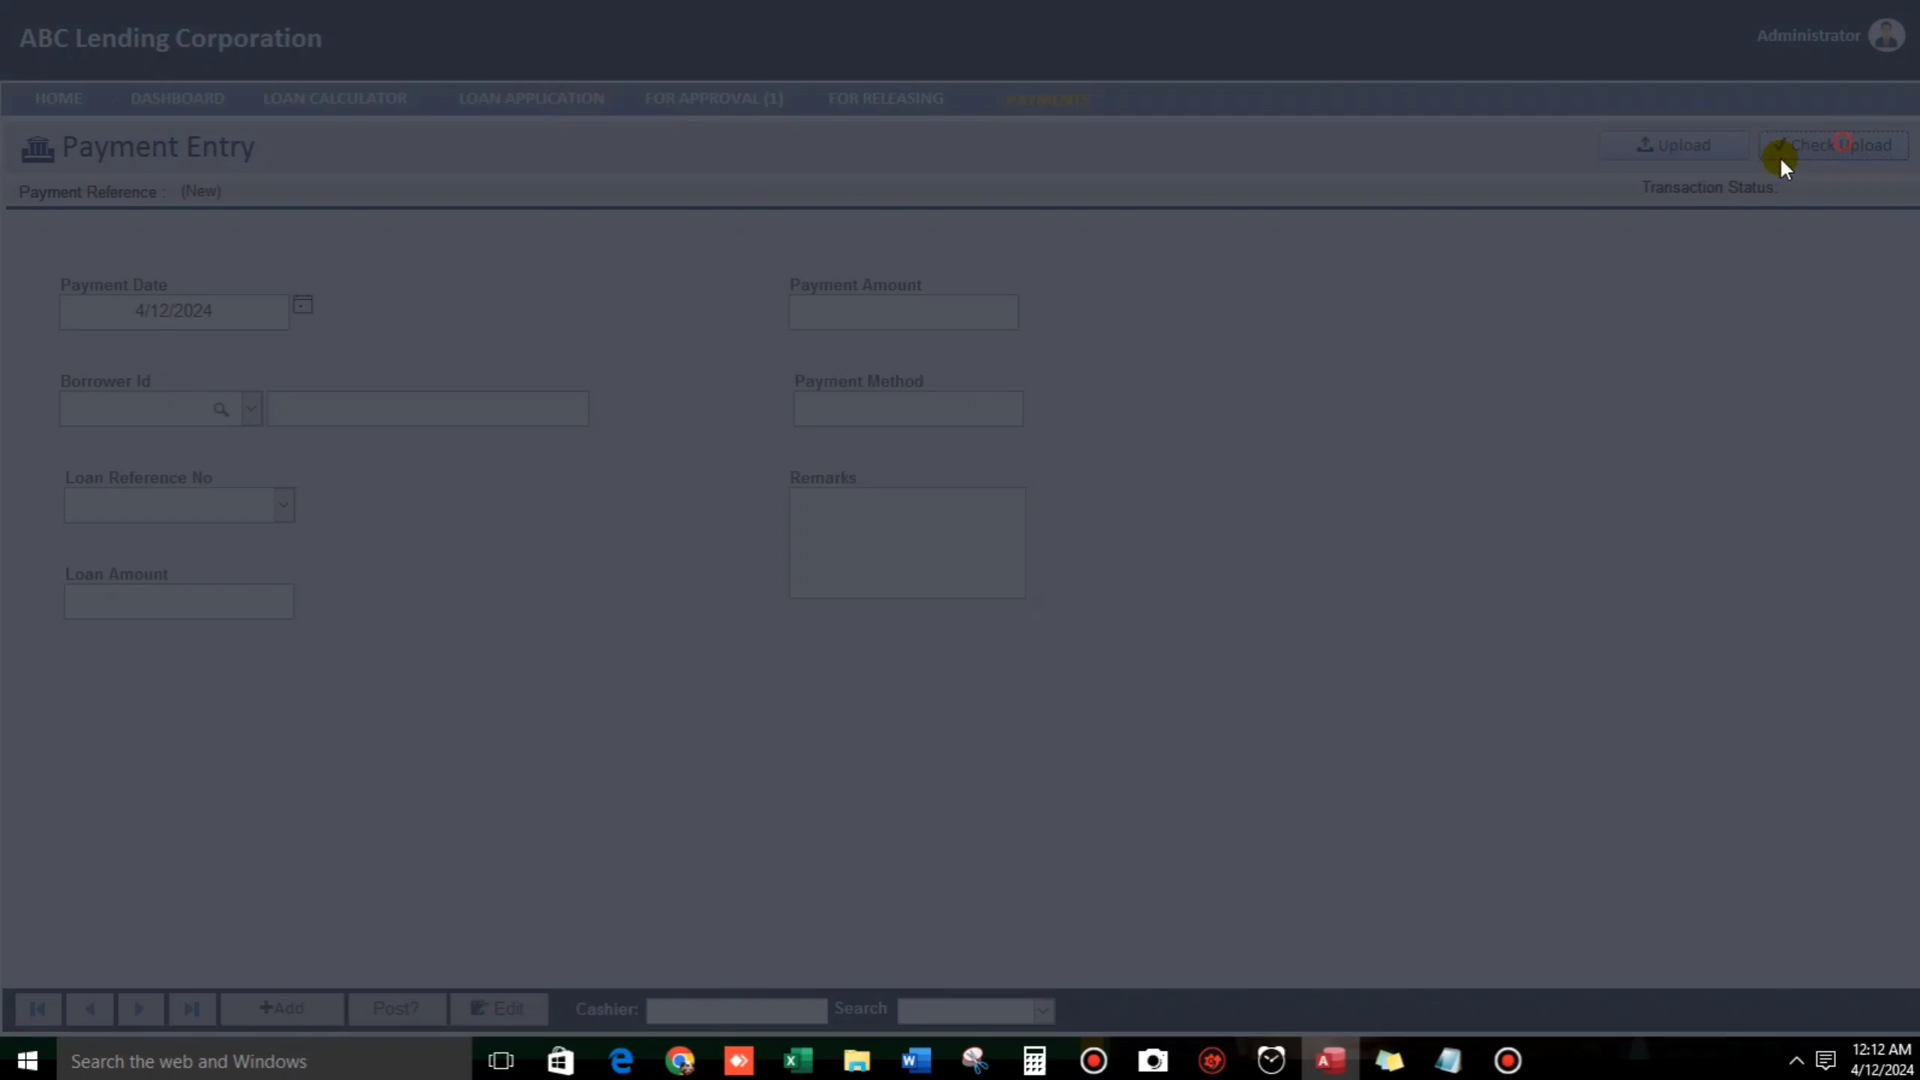 ABC Lending Corporation
Administrator
HOME DASHBOARD LOAN CALCULATOR LOAN APPLICATION FOR APPROVAL (1) FOR RELEASING PAYMENTS
Payment Entry
Upload
Check Upload
Payment Reference : (New)
Transaction Status:
Payment Date
4/12/2024
Payment Amount
Borrower Id
Payment Method
Loan Reference No
Remarks
Loan Amount
+Add Post? Edit Cashier: Search
Search the web and Windows
12:12 AM
4/12/2024